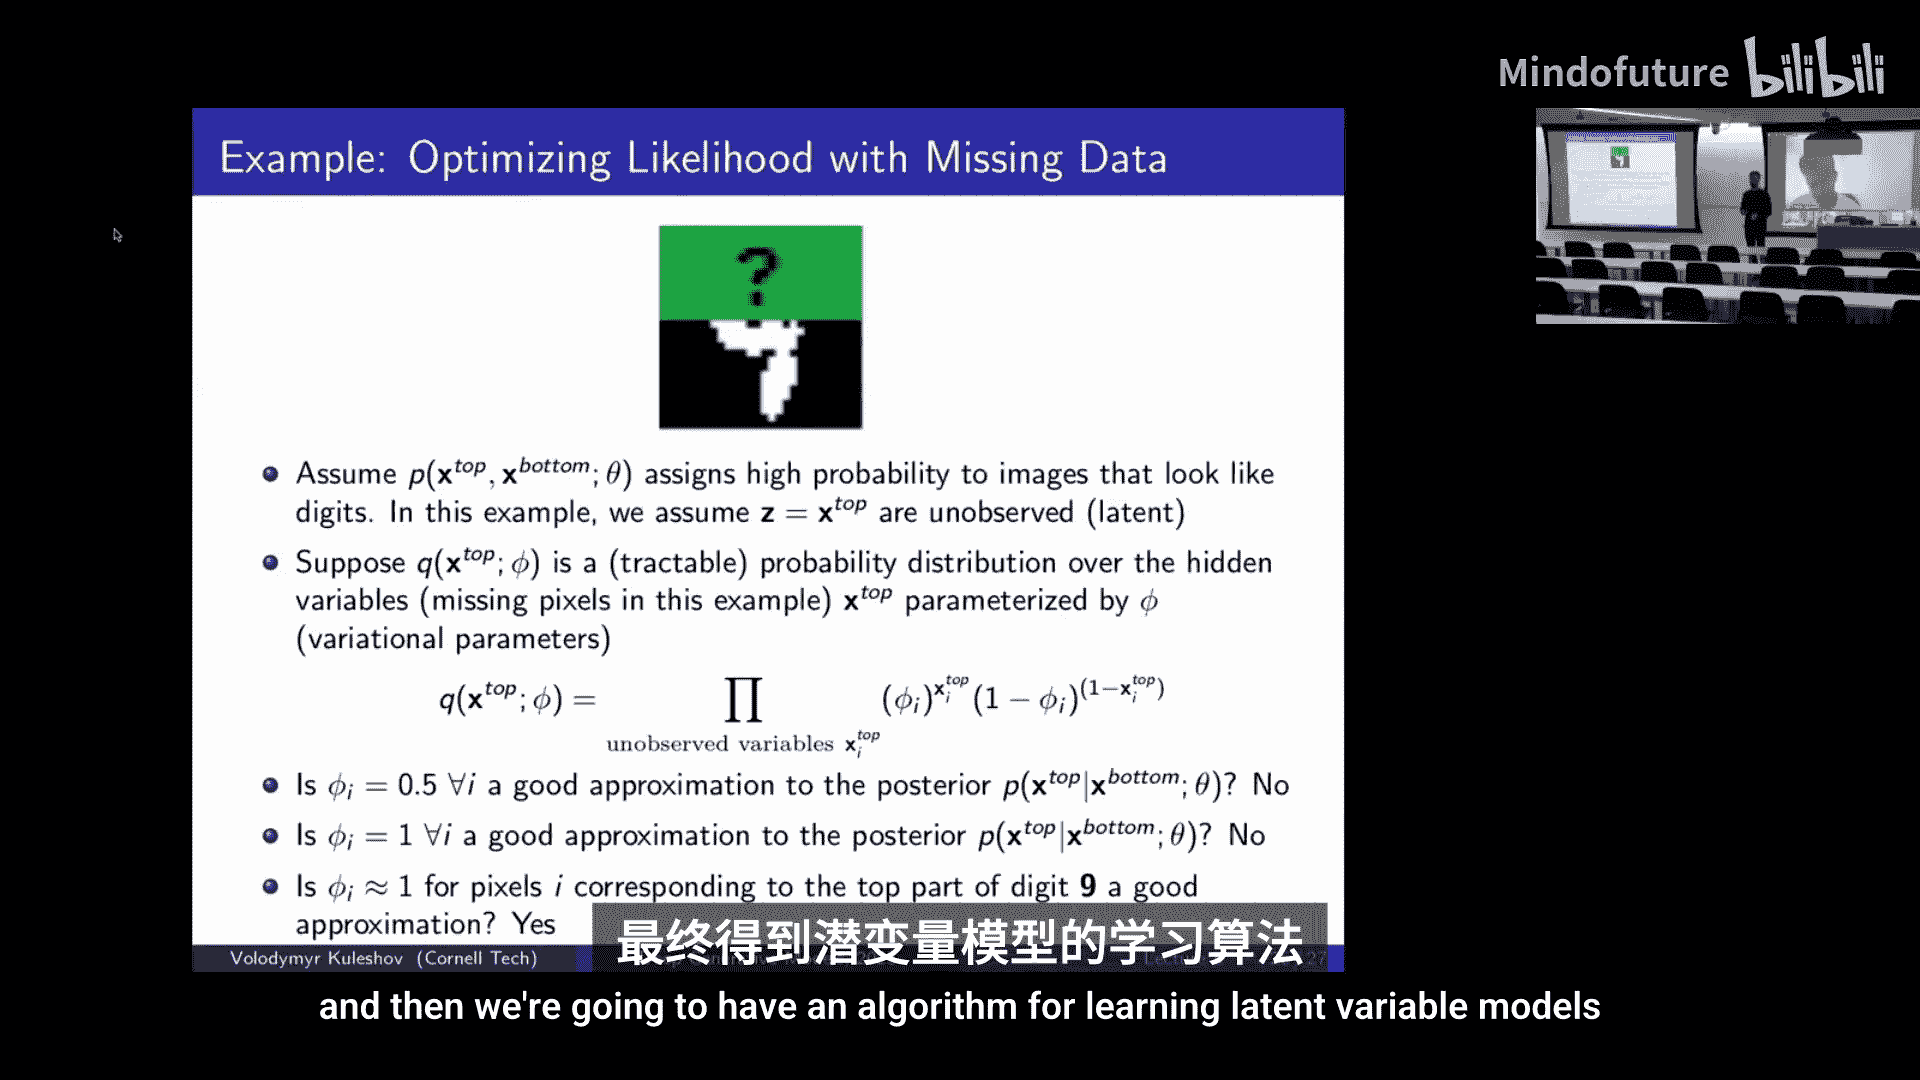 Mindofuture bilibili
Example: Optimizing Likelihood with Missing Data
?
Assume p(x^top, x^bottom; θ) assigns high probability to images that look like
digits. In this example, we assume z = x^top are unobserved (latent)
Suppose q(x^top; ϕ) is a (tractable) probability distribution over the hidden
variables (missing pixels in this example) x^top parameterized by ϕ
(variational parameters)
q(x^top; ϕ) = ∏ (ϕ_i)^{x_i^top} (1 − ϕ_i)^{(1−x_i^top)}
unobserved variables x_i^top
Is ϕ_i = 0.5 ∀i a good approximation to the posterior p(x^top|x^bottom; θ)? No
Is ϕ_i = 1 ∀i a good approximation to the posterior p(x^top|x^bottom; θ)? No
Is ϕ_i ≈ 1 for pixels i corresponding to the top part of digit 9 a good
approximation? Yes
Volodymyr Kuleshov (Cornell Tech)
最终得到潜变量模型的学习算法
and then we're going to have an algorithm for learning latent variable models